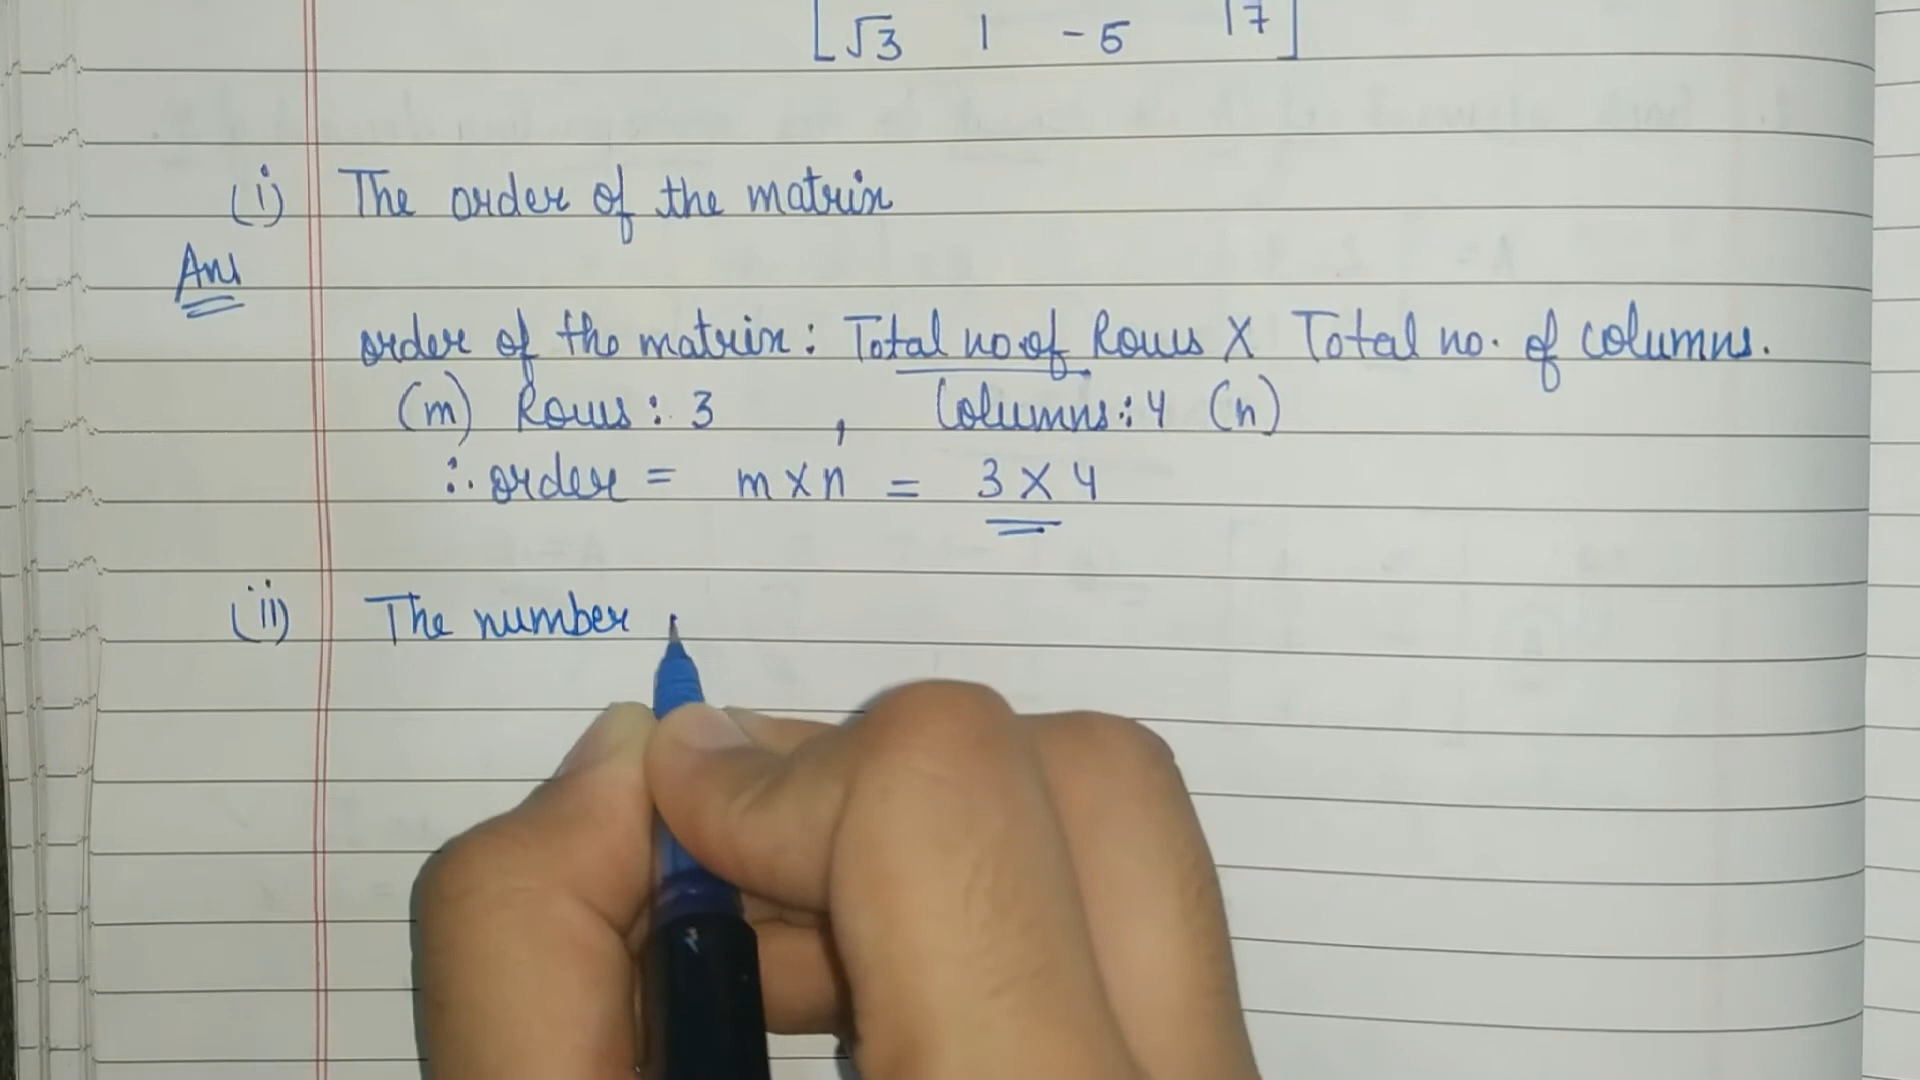 √3 1 -5 17
(i) The order of the matrix
Ans
order of the matrix : Total no. of Rows X Total no. of columns.
(m) Rows : 3 , Columns : 4 (n)
∴ order = m x n = 3 X 4
(ii) The number